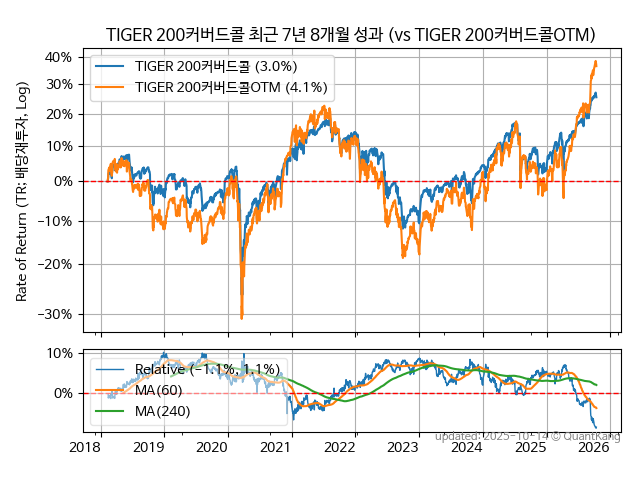 TIGER 200커버드콜 최근 7년 8개월 성과 (vs TIGER 200커버드콜OTM)
Rate of Return (TR: 배당재투자, Log)
40%
30%
20%
10%
0%
−10%
−30%
TIGER 200커버드콜 (3.0%)
TIGER 200커버드콜OTM (4.1%)
10%
0%
Relative (−1.1%, 1.1%)
MA(60)
MA(240)
updated: 2025-10-14 © QuantKang
2018 2019 2020 2021 2022 2023 2024 2025 2026